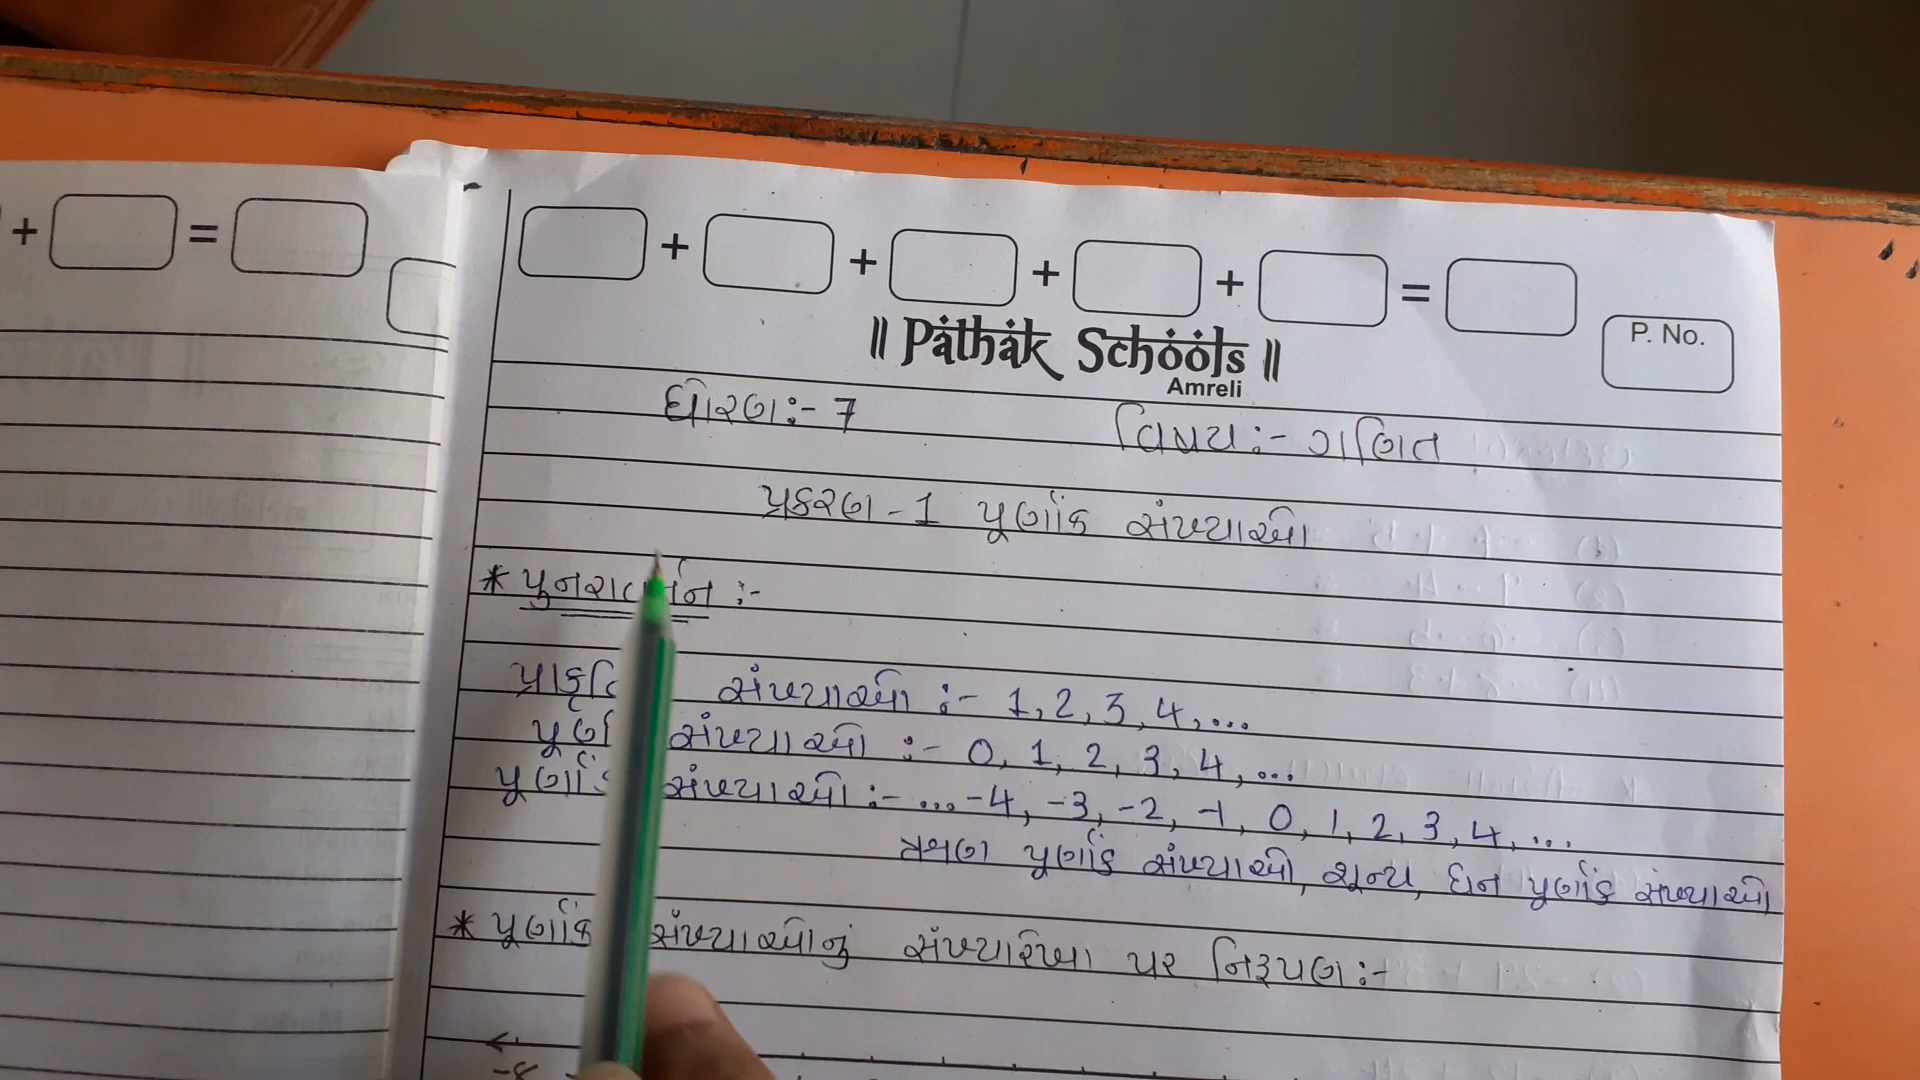 + =
+ + + + =
P. No.
|| Pathak Schools ||
Amreli
ધોરણ:- 7 વિષય:- ગણિત
પ્રકરણ - 1 પૂર્ણાંક સંખ્યાઓ
* :-
સંખ્યાઓ :- 1, 2, 3, 4, ...
સંખ્યાઓ :- 0, 1, 2, 3, 4, ...
સંખ્યાઓ :- ... -4, -3, -2, -1, 0, 1, 2, 3, 4, ...
ઋણ પૂર્ણાંક સંખ્યાઓ, શૂન્ય, ધન પૂર્ણાંક સંખ્યાઓ
* પૂર્ણાંક સંખ્યાઓનું સંખ્યારેખા પર નિરૂપણ :-
-8